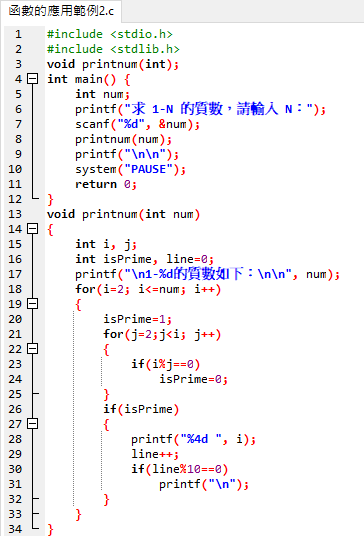 函數的應用範例2.c
1 #include <stdio.h>
2 #include <stdlib.h>
3 void printnum(int);
4 int main() {
5     int num;
6     printf("求 1-N 的質數，請輸入 N：");
7     scanf("%d", &num);
8     printnum(num);
9     printf("\n\n");
10     system("PAUSE");
11     return 0;
12 }
13 void printnum(int num)
14 {
15     int i, j;
16     int isPrime, line=0;
17     printf("\n1-%d的質數如下：\n\n", num);
18     for(i=2; i<=num; i++)
19     {
20         isPrime=1;
21         for(j=2;j<i; j++)
22         {
23             if(i%j==0)
24                 isPrime=0;
25         }
26         if(isPrime)
27         {
28             printf("%4d ", i);
29             line++;
30             if(line%10==0)
31                 printf("\n");
32         }
33     }
34 }